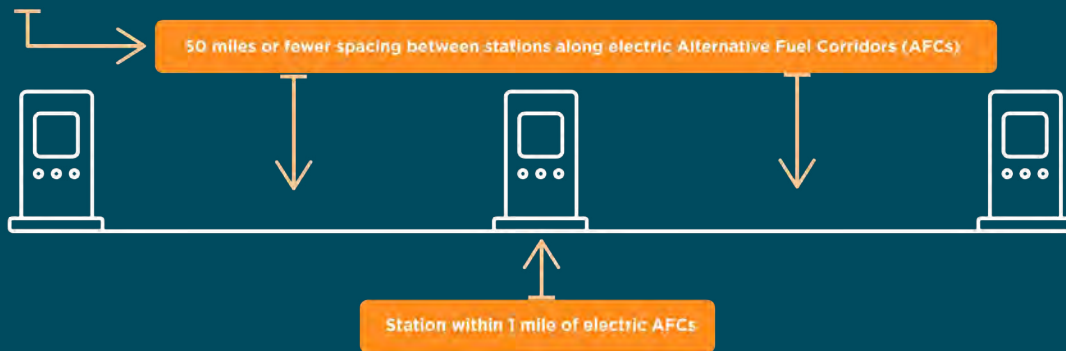 50 miles or fewer spacing between stations along electric Alternative Fuel Corridors (AFCs)
Station within 1 mile of electric AFCs